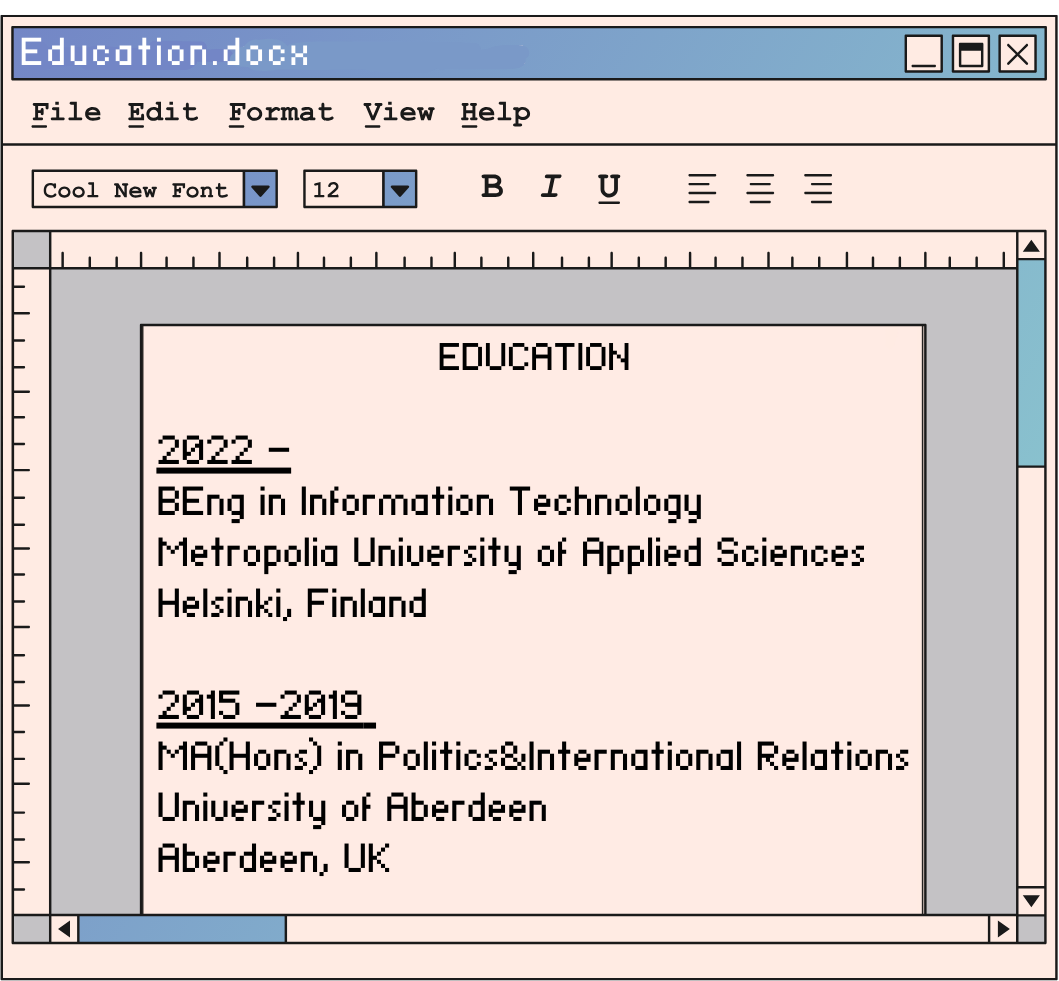 Education.docx
File Edit Format View Help
Cool New Font 12 B I U
EDUCATION
2022 –
BEng in Information Technology
Metropolia University of Applied Sciences
Helsinki, Finland
2015 –2019
MA(Hons) in Politics&International Relations
University of Aberdeen
Aberdeen, UK